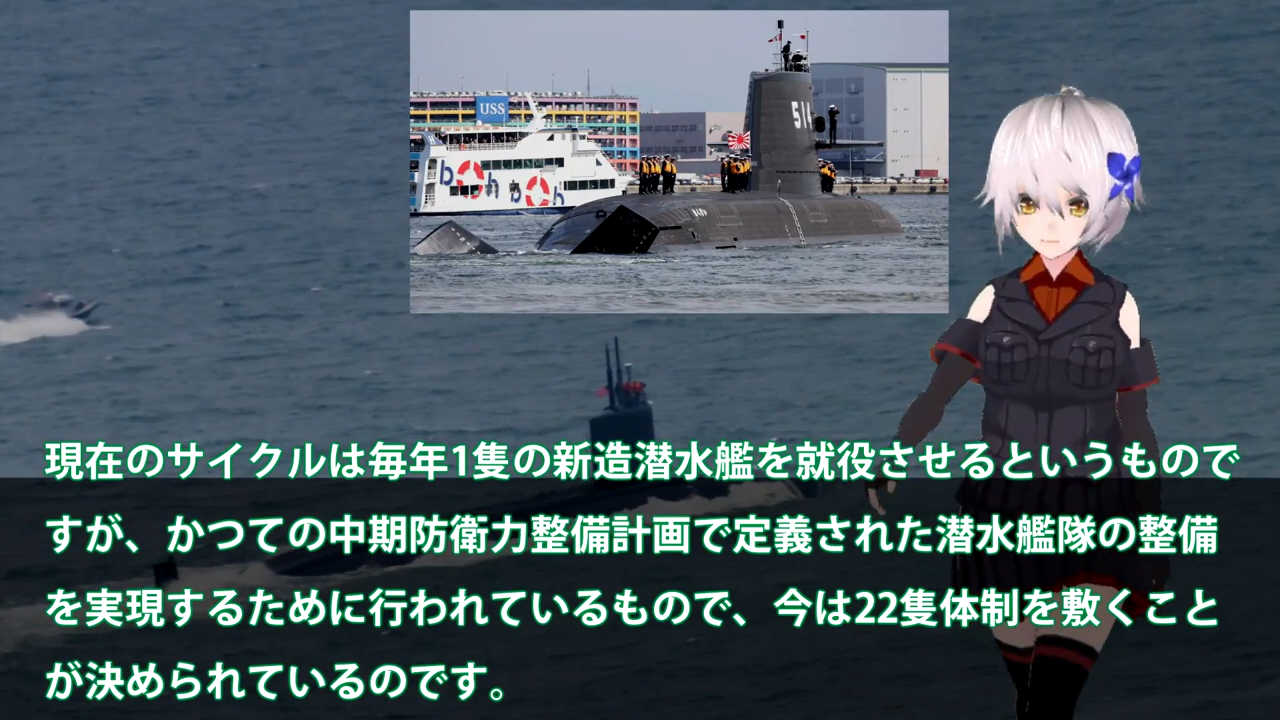 USS
514
現在のサイクルは毎年1隻の新造潜水艦を就役させるというもので
すが、かつての中期防衛力整備計画で定義された潜水艦隊の整備
を実現するために行われているもので、今は22隻体制を敷くこと
が決められているのです。